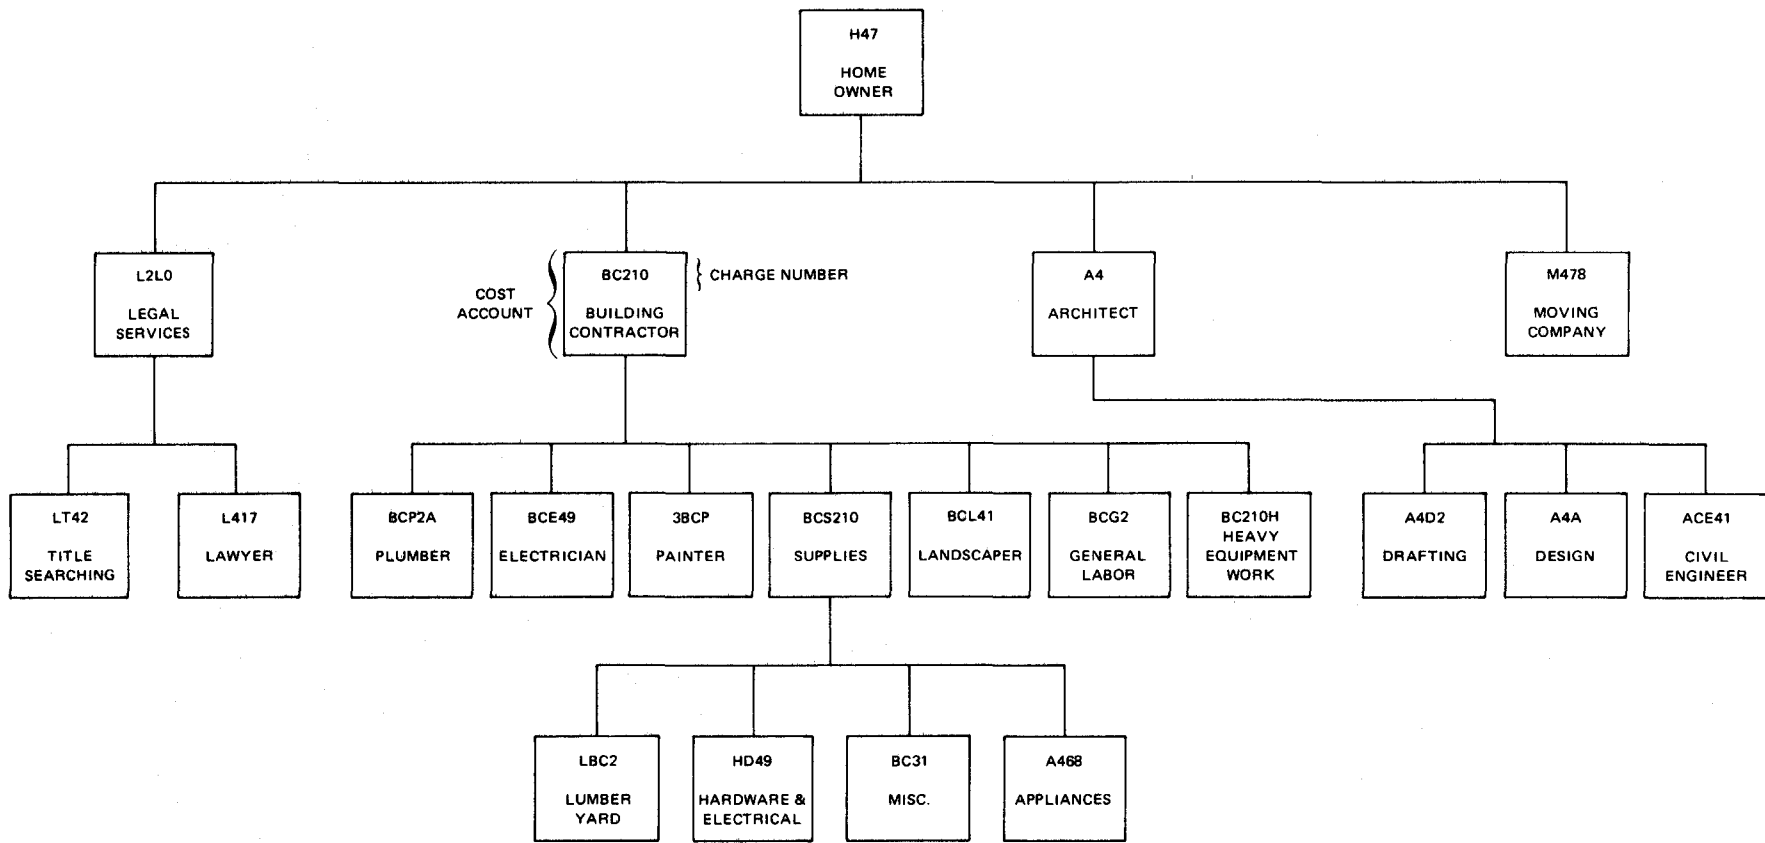 H47
HOME
OWNER
L2L0
LEGAL
SERVICES
COST
ACCOUNT
BC210
BUILDING
CONTRACTOR
CHARGE NUMBER
A4
ARCHITECT
M478
MOVING
COMPANY
LT42
TITLE
SEARCHING
L417
LAWYER
BCP2A
PLUMBER
BCE49
ELECTRICIAN
3BCP
PAINTER
BCS210
SUPPLIES
BCL41
LANDSCAPER
BCG2
GENERAL
LABOR
BC210H
HEAVY
EQUIPMENT
WORK
A4D2
DRAFTING
A4A
DESIGN
ACE41
CIVIL
ENGINEER
LBC2
LUMBER
YARD
HD49
HARDWARE &
ELECTRICAL
BC31
MISC.
A468
APPLIANCES